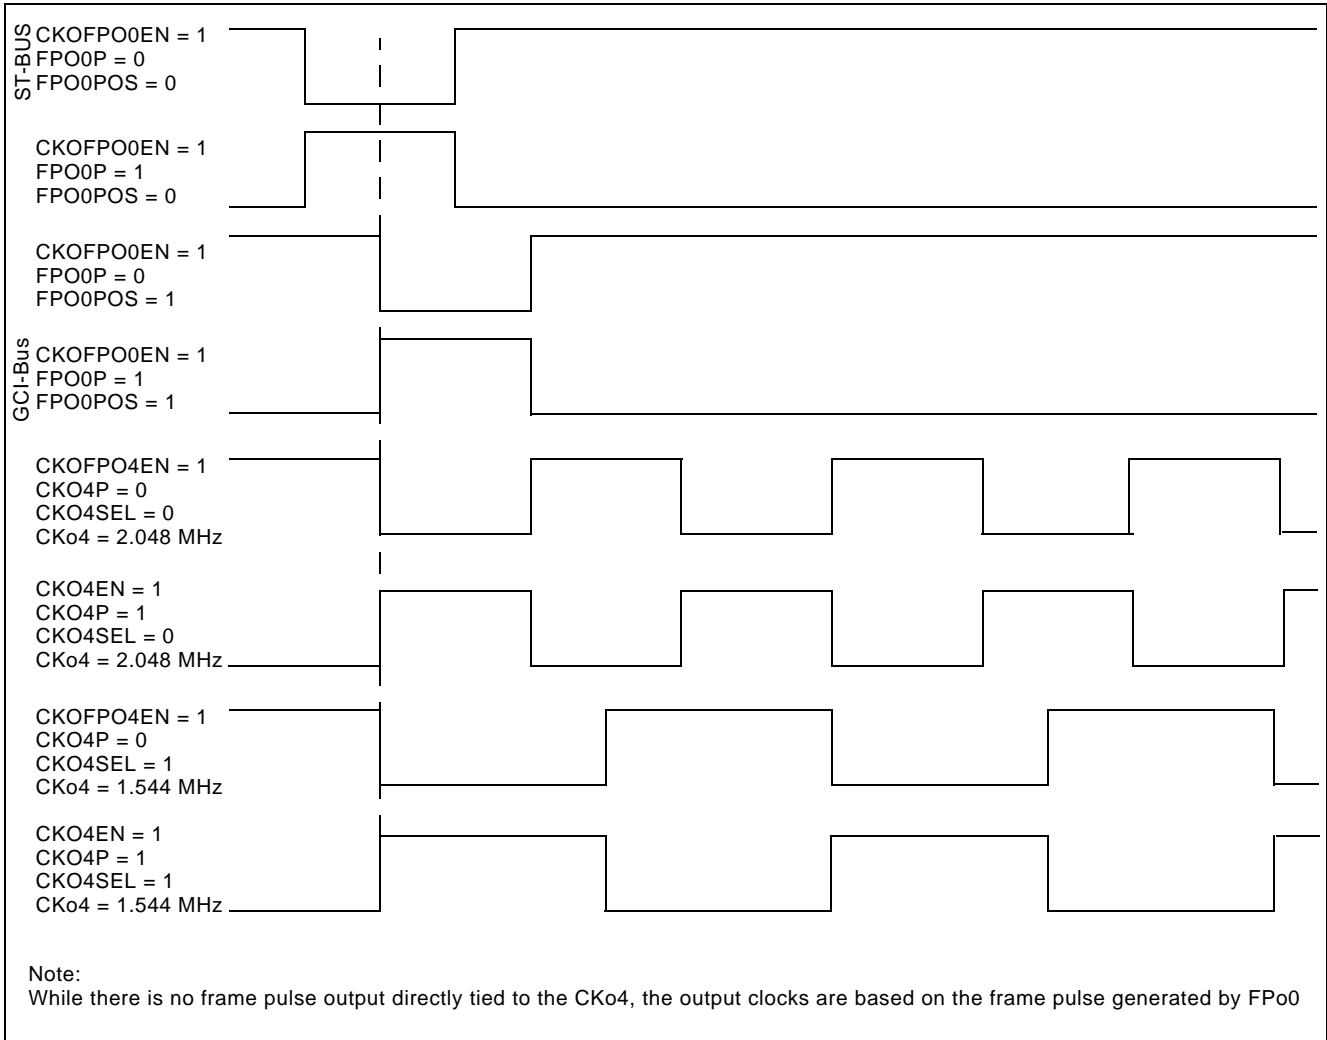 ST-BUS
CKOFPO0EN = 1
FPO0P = 0
FPO0POS = 0
CKOFPO0EN = 1
FPO0P = 1
FPO0POS = 0
CKOFPO0EN = 1
FPO0P = 0
FPO0POS = 1
GCI-Bus
CKOFPO0EN = 1
FPO0P = 1
FPO0POS = 1
CKOFPO4EN = 1
CKO4P = 0
CKO4SEL = 0
CKo4 = 2.048 MHz
CKO4EN = 1
CKO4P = 1
CKO4SEL = 0
CKo4 = 2.048 MHz
CKOFPO4EN = 1
CKO4P = 0
CKO4SEL = 1
CKo4 = 1.544 MHz
CKO4EN = 1
CKO4P = 1
CKO4SEL = 1
CKo4 = 1.544 MHz
Note:
While there is no frame pulse output directly tied to the CKo4, the output clocks are based on the frame pulse generated by FPo0